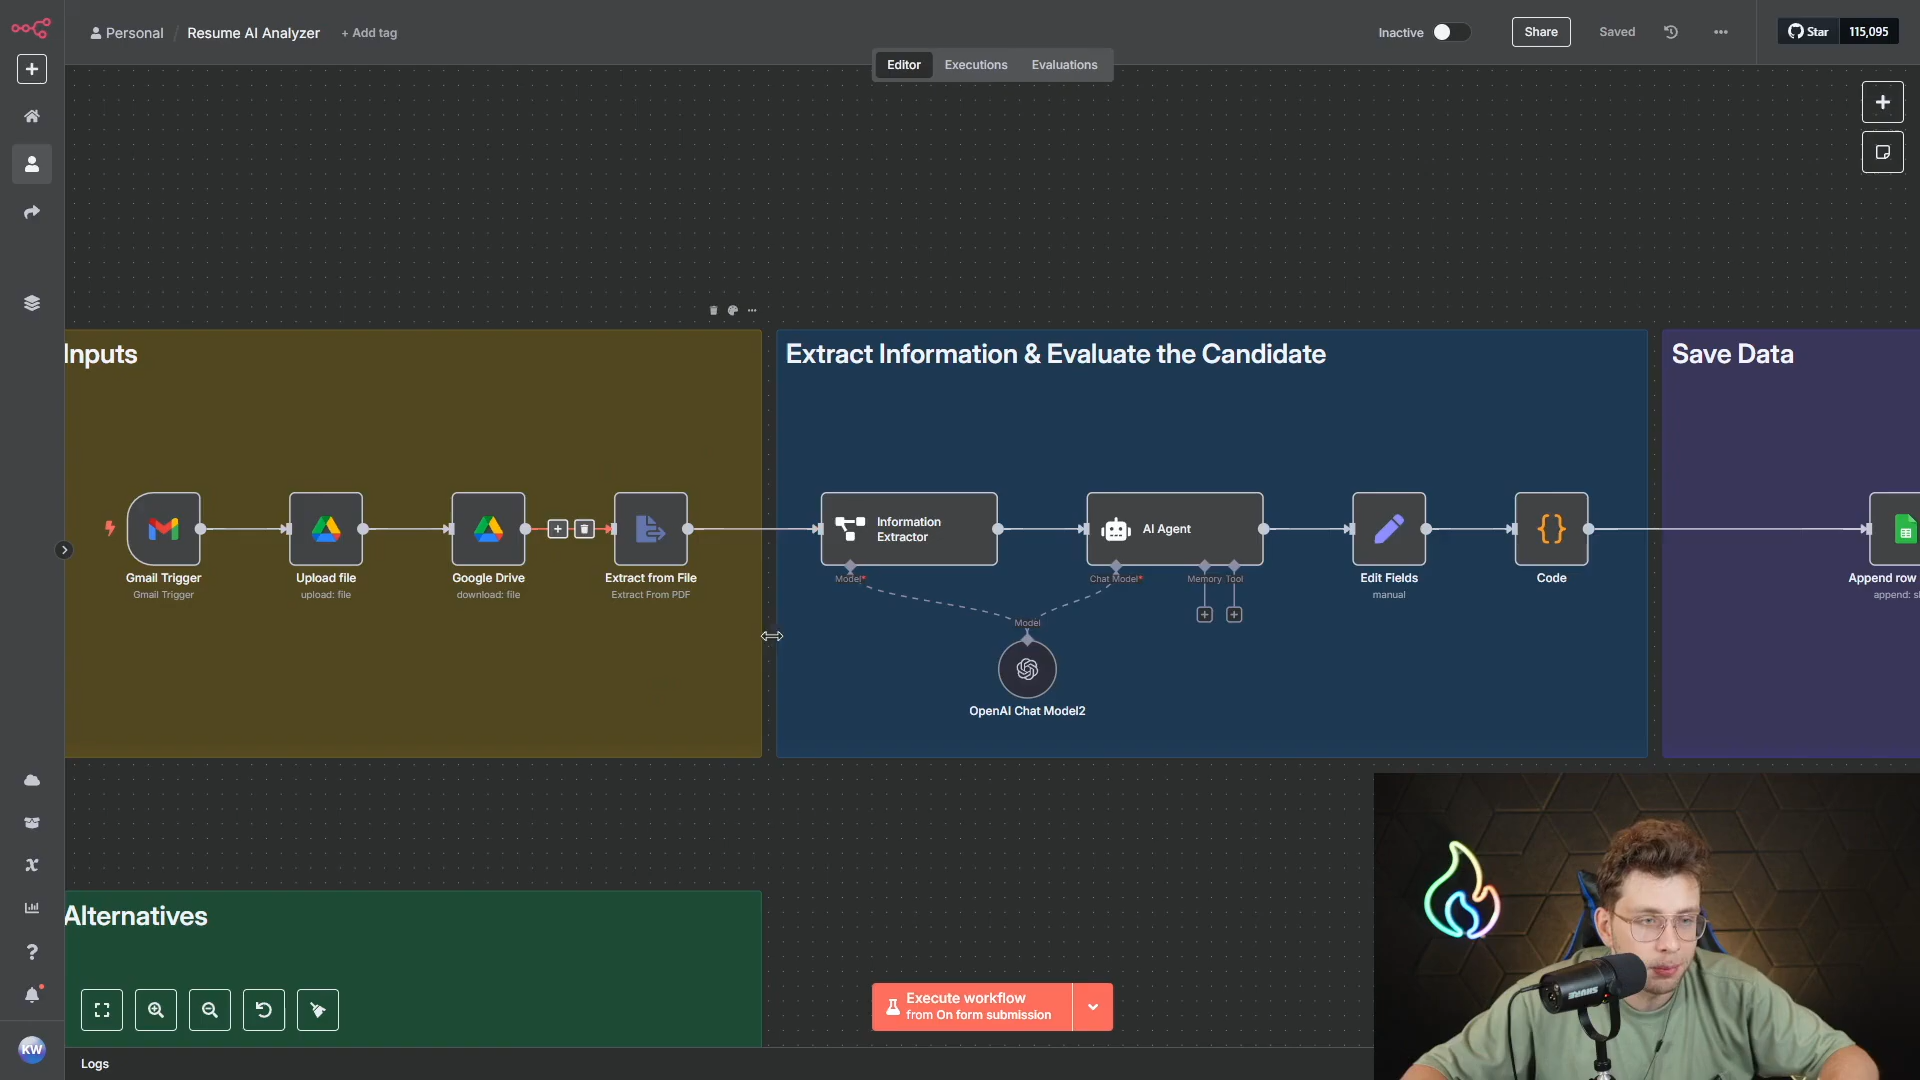 Personal / Resume AI Analyzer + Add tag
Inactive
Share
Saved
Star 115,095
Editor Executions Evaluations
Inputs
Extract Information & Evaluate the Candidate
Save Data
Information
Extractor
AI Agent
Model*
Chat Model*
Memory Tool
Gmail Trigger
Gmail Trigger
Upload file
upload: file
Google Drive
download: file
Extract from File
Extract From PDF
Edit Fields
manual
Code
Append row
append: s
Model
OpenAI Chat Model2
Alternatives
Execute workflow
from On form submission
KW
Logs
SHURE